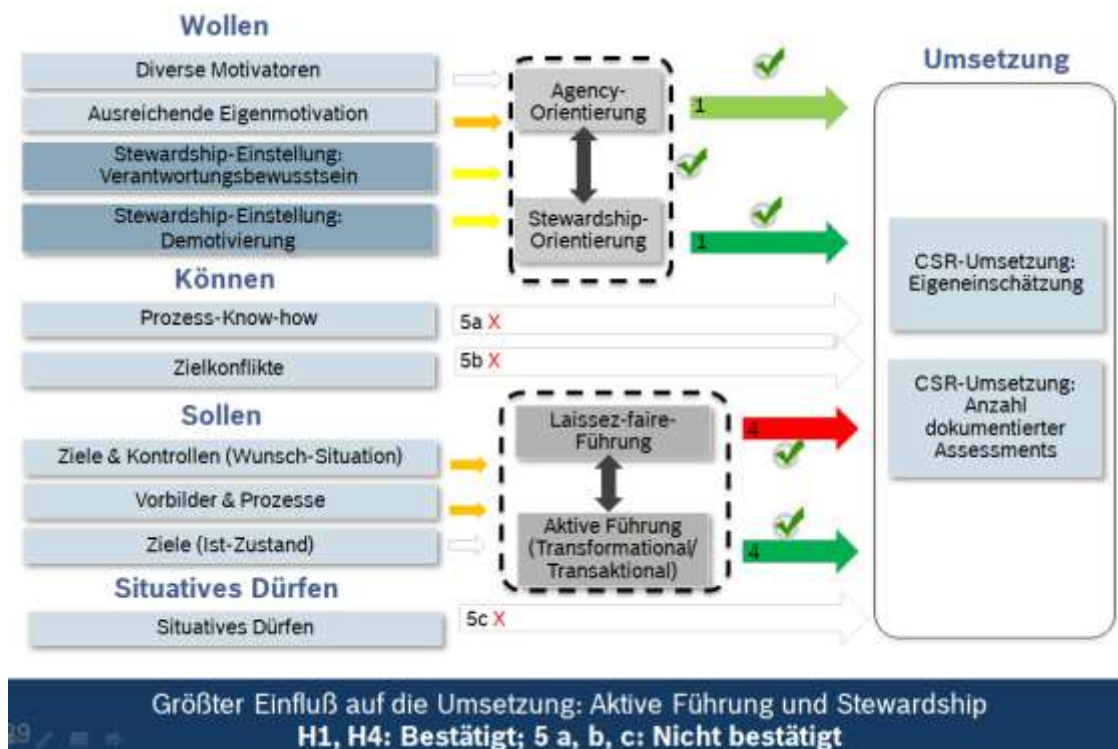 Wollen
Diverse Motivatoren
Ausreichende Eigenmotivation
Stewardship-Einstellung:
Verantwortungsbewusstsein
Stewardship-Einstellung:
Demotivierung
Agency-
Orientierung
Stewardship-
Orientierung
1
1
Umsetzung
CSR-Umsetzung:
Eigeneinschätzung
CSR-Umsetzung:
Anzahl
dokumentierter
Assessments
Können
Prozess-Know-how
5a X
Zielkonflikte
5b X
Sollen
Ziele & Kontrollen (Wunsch-Situation)
Vorbilder & Prozesse
Ziele (Ist-Zustand)
Laissez-faire-
Führung
Aktive Führung
(Transformational/
Transaktional)
4
4
Situatives Dürfen
Situatives Dürfen
5c X
Größter Einfluß auf die Umsetzung: Aktive Führung und Stewardship
H1, H4: Bestätigt; 5 a, b, c: Nicht bestätigt